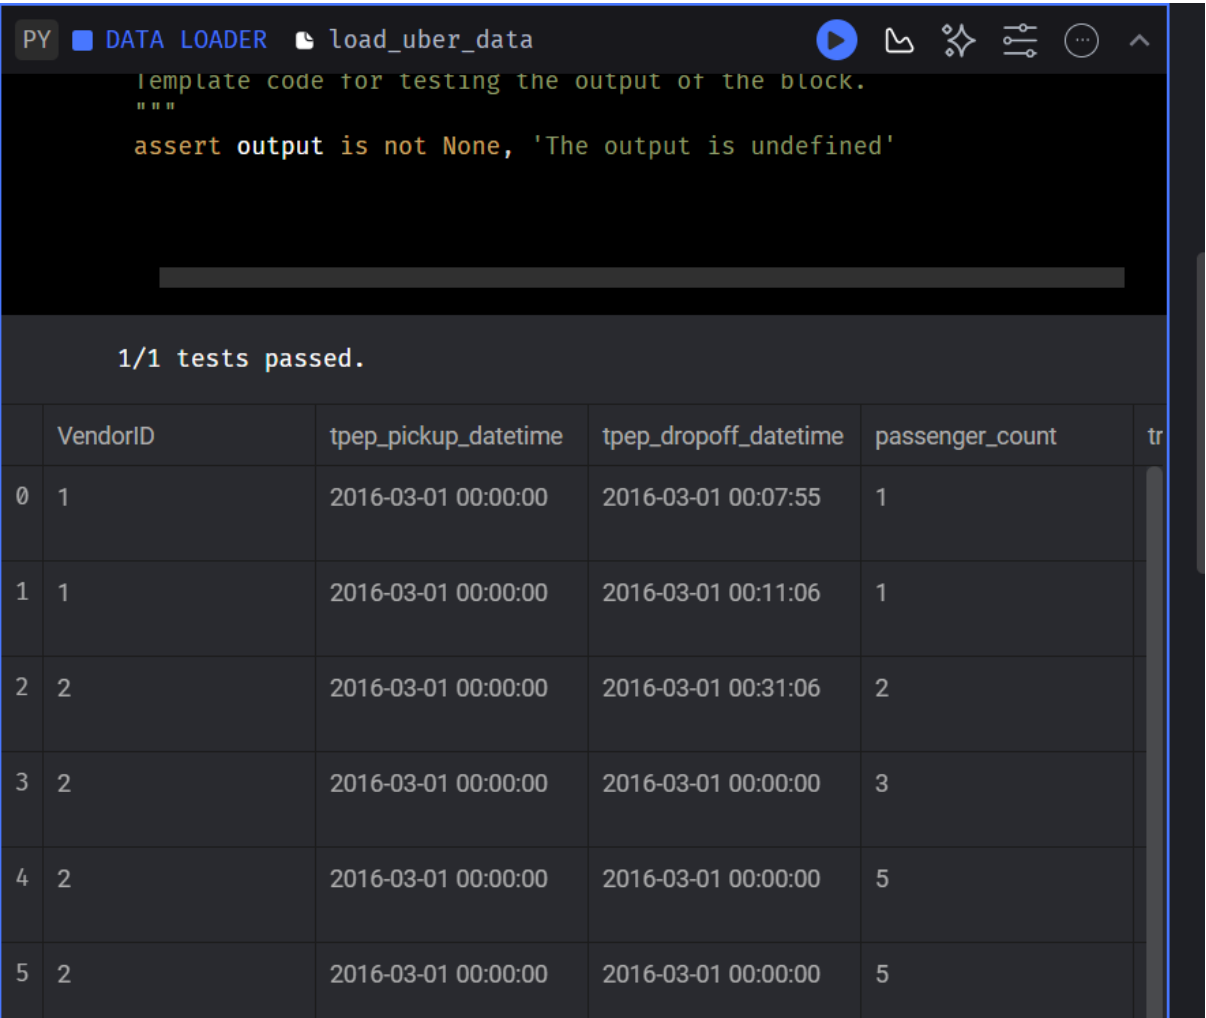 PY DATA LOADER load_uber_data
Template code for testing the output of the block.
"""
assert output is not None, 'The output is undefined'
1/1 tests passed.
VendorID tpep_pickup_datetime tpep_dropoff_datetime passenger_count tr
0 1 2016-03-01 00:00:00 2016-03-01 00:07:55 1
1 1 2016-03-01 00:00:00 2016-03-01 00:11:06 1
2 2 2016-03-01 00:00:00 2016-03-01 00:31:06 2
3 2 2016-03-01 00:00:00 2016-03-01 00:00:00 3
4 2 2016-03-01 00:00:00 2016-03-01 00:00:00 5
5 2 2016-03-01 00:00:00 2016-03-01 00:00:00 5